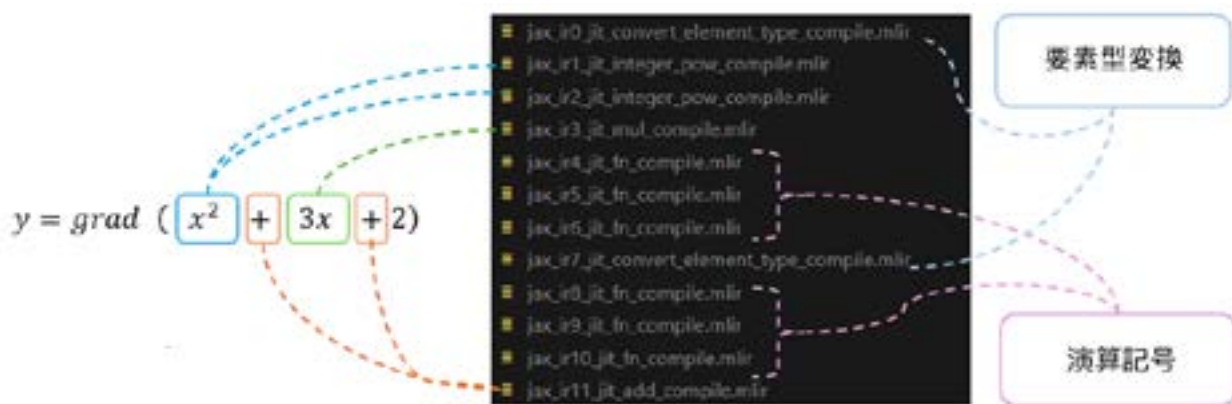 y = grad ( x² + 3x + 2)
jax_ir0_jit_convert_element_type_compile.mlir
jax_ir1_jit_integer_pow_compile.mlir
jax_ir2_jit_integer_pow_compile.mlir
jax_ir3_jit_mul_compile.mlir
jax_ir4_jit_fn_compile.mlir
jax_ir5_jit_fn_compile.mlir
jax_ir6_jit_fn_compile.mlir
jax_ir7_jit_convert_element_type_compile.mlir
jax_ir8_jit_fn_compile.mlir
jax_ir9_jit_fn_compile.mlir
jax_ir10_jit_fn_compile.mlir
jax_ir11_jit_add_compile.mlir
要素型変換
演算記号